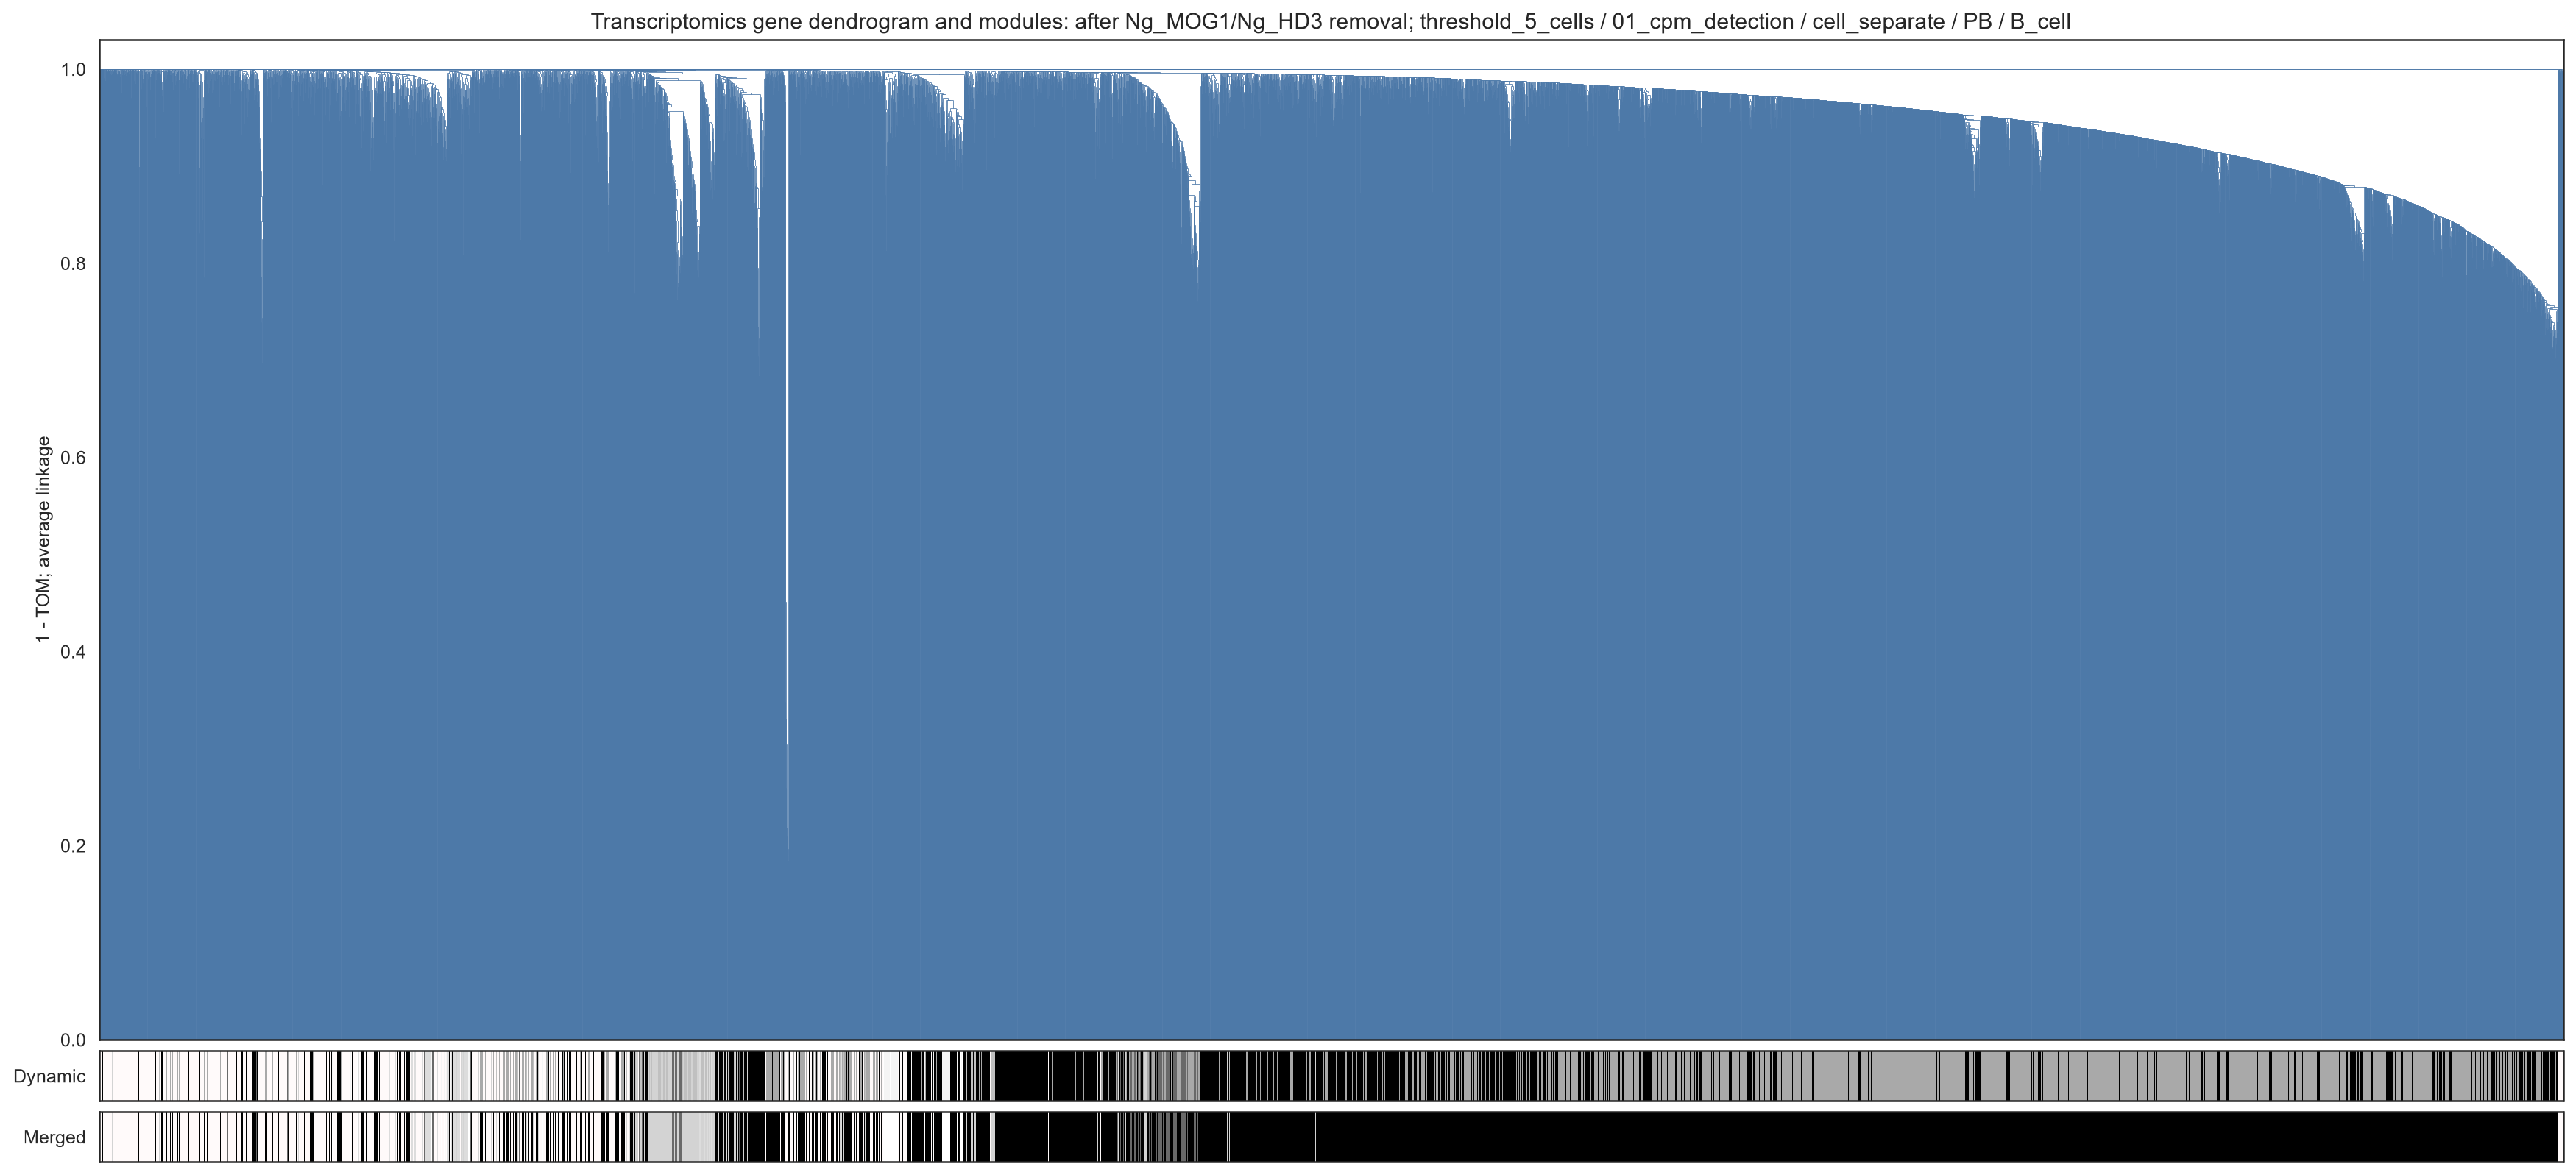 Transcriptomics gene dendrogram and modules: after Ng_MOG1/Ng_HD3 removal; threshold_5_cells / 01_cpm_detection / cell_separate / PB / B_cell
1.0
0.8
0.6
0.4
0.2
0.0
1 - TOM; average linkage
Dynamic
Merged